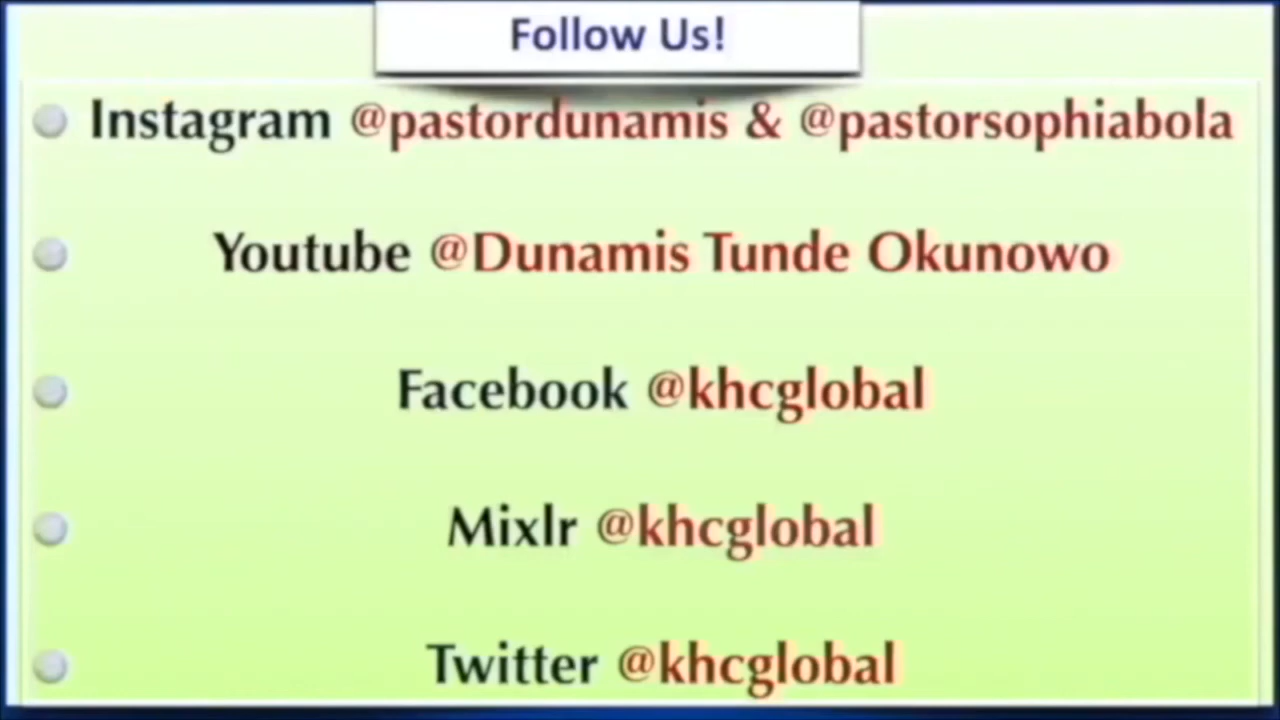 Follow Us!
Instagram @pastordunamis & @pastorsophiabola
Youtube @Dunamis Tunde Okunowo
Facebook @khcglobal
Mixlr @khcglobal
Twitter @khcglobal